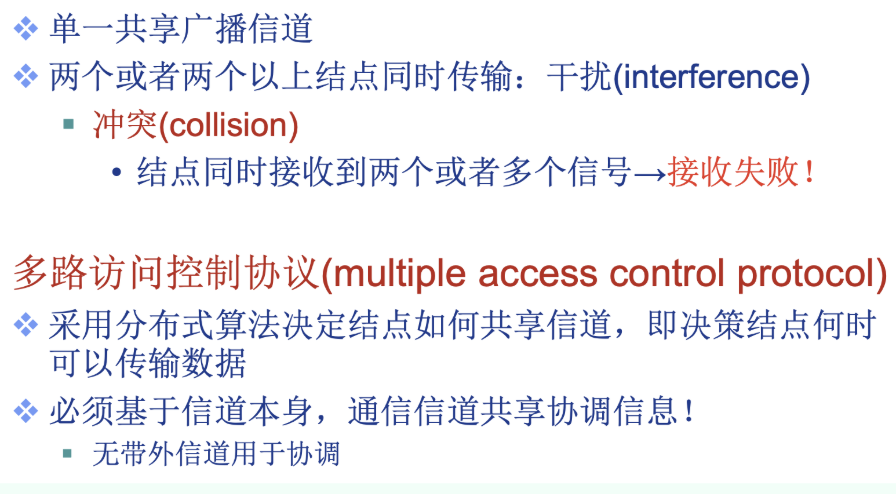 单一共享广播信道
两个或者两个以上结点同时传输：干扰(interference)
冲突(collision)
结点同时接收到两个或者多个信号→接收失败！
多路访问控制协议(multiple access control protocol)
采用分布式算法决定结点如何共享信道，即决策结点何时
可以传输数据
必须基于信道本身，通信信道共享协调信息！
无带外信道用于协调